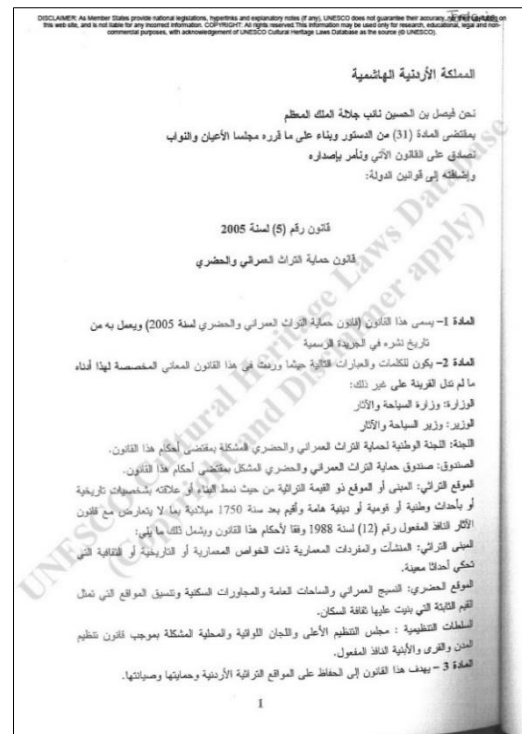 DISCLAIMER: As Member States provide national legislations, hyperlinks and explanatory notes (if any), UNESCO does not guarantee their accuracy, nor their up-dating on
this web site, and is not liable for any incorrect information. COPYRIGHT: All rights reserved. This information may be used only for research, educational, legal and non-
commercial purposes, with acknowledgement of UNESCO Cultural Heritage Laws Database as the source (© UNESCO).
المملكة الأردنية الهاشمية
نحن فيصل بن الحسين نائب جلالة الملك المعظم
بمقتضى المادة (31) من الدستور وبناء على ما قرره مجلسا الأعيان والنواب
نصادق على القانون الآتي ونأمر بإصداره
وإضافته إلى قوانين الدولة:
قانون رقم (5) لسنة 2005
قانون حماية التراث العمراني والحضري
المادة 1– يسمى هذا القانون (قانون حماية التراث العمراني والحضري لسنة 2005) ويعمل به من
تاريخ نشره في الجريدة الرسمية
المادة 2– يكون للكلمات والعبارات التالية حيثما وردت في هذا القانون المعاني المخصصة لهذا أدناه
ما لم تدل القرينة على غير ذلك:
الوزارة: وزارة السياحة والآثار
الوزير: وزير السياحة والآثار
اللجنة: اللجنة الوطنية لحماية التراث العمراني والحضري المشكلة بمقتضى أحكام هذا القانون.
الصندوق: صندوق حماية التراث العمراني والحضري المشكل بمقتضى أحكام هذا القانون.
الموقع التراثي: المبنى أو الموقع ذو القيمة التراثية من حيث نمط البناء أو علاقته بشخصيات تاريخية
أو بأحداث وطنية أو قومية أو دينية هامة وأقيم بعد سنة 1750 ميلادية بما لا يتعارض مع قانون
الآثار النافذ المفعول رقم (12) لسنة 1988 وفقا لأحكام هذا القانون ويشمل ذلك ما يلي:
المبنى التراثي: المنشآت والمفردات المعمارية ذات الخواص المعمارية أو التاريخية أو الثقافية التي
تحكي أحداثا معينة.
الموقع الحضري: النسيج العمراني والساحات العامة والمجاورات السكنية وتنسيق المواقع التي تمثل
القيم الثابتة التي بنيت عليها ثقافة السكان.
السلطات التنظيمية : مجلس التنظيم الأعلى واللجان اللوائية والمحلية المشكلة بموجب قانون تنظيم
المدن والقرى والأبنية النافذ المفعول.
المادة 3 – يهدف هذا القانون إلى الحفاظ على المواقع التراثية الأردنية وحمايتها وصيانتها.
1
UNESCO Cultural Heritage Laws Database
(Copyright and Disclaimer apply)